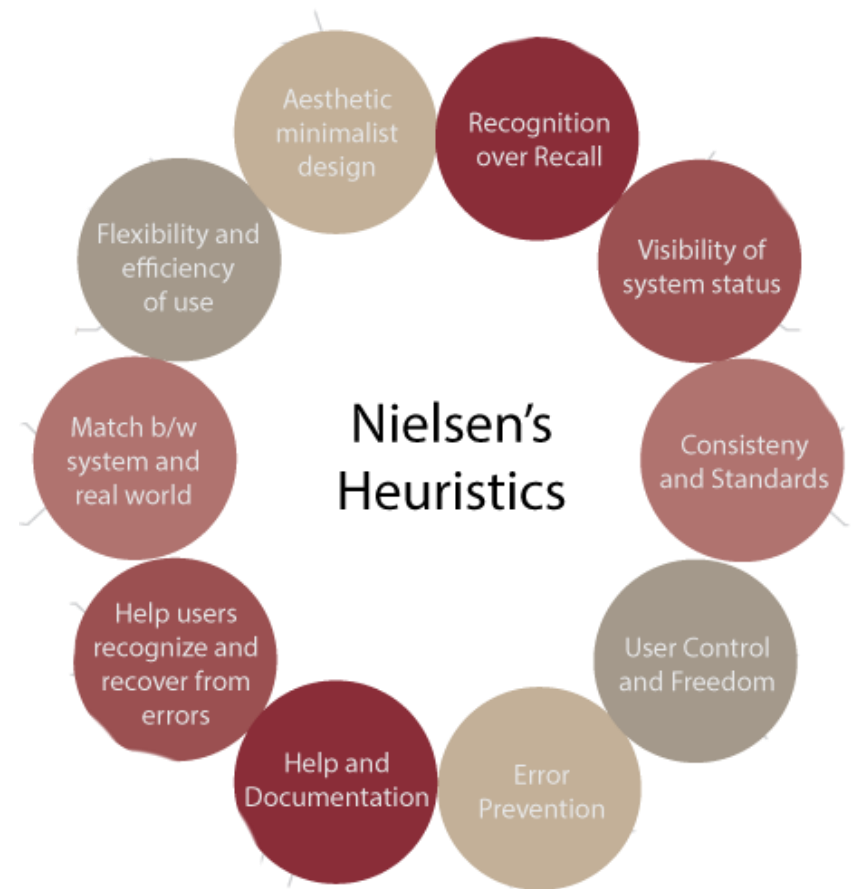 Nielsen's
Heuristics
Aesthetic
minimalist
design
Recognition
over Recall
Visibility of
system status
Consisteny
and Standards
User Control
and Freedom
Error
Prevention
Help and
Documentation
Help users
recognize and
recover from
errors
Match b/w
system and
real world
Flexibility and
efficiency
of use